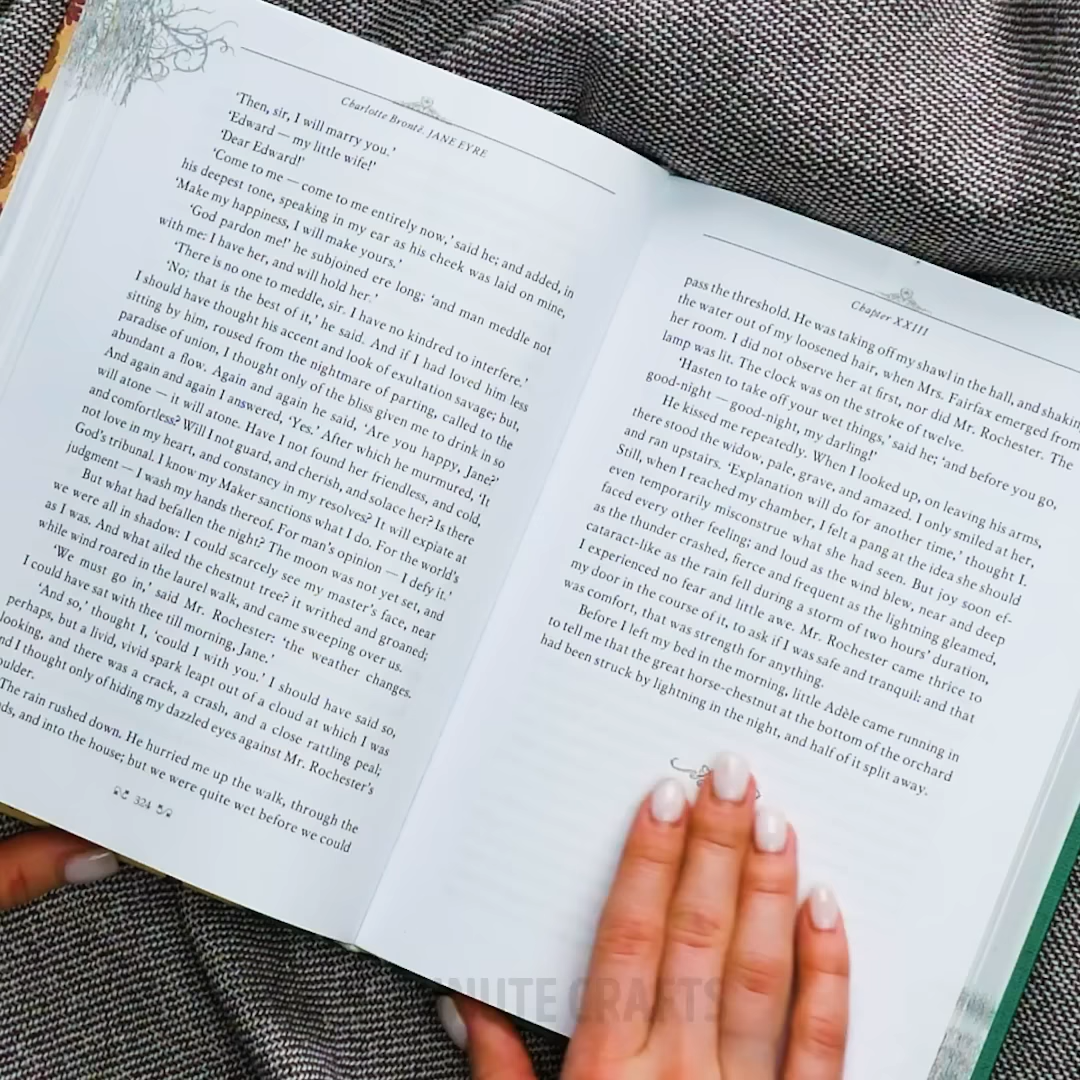 Charlotte Brontë. JANE EYRE
'Then, sir, I will marry you.'
'Edward — my little wife!'
'Dear Edward!'
'Come to me — come to me entirely now,' said he; and added, in
his deepest tone, speaking in my ear as his cheek was laid on mine,
'Make my happiness, I will make yours.'
'God pardon me!' he subjoined ere long; 'and man meddle not
with me: I have her, and will hold her.'
'There is no one to meddle, sir. I have no kindred to interfere.'
'No; that is the best of it,' he said. And if I had loved him less
I should have thought his accent and look of exultation savage; but,
sitting by him, roused from the nightmare of parting, called to the
paradise of union, I thought only of the bliss given me to drink in so
abundant a flow. Again and again he said, 'Are you happy, Jane?'
And again and again I answered, 'Yes.' After which he murmured, 'It
will atone — it will atone. Have I not found her friendless, and cold,
and comfortless? Will I not guard, and cherish, and solace her? Is there
not love in my heart, and constancy in my resolves? It will expiate at
God's tribunal. I know my Maker sanctions what I do. For the world's
judgment — I wash my hands thereof. For man's opinion — I defy it.'
But what had befallen the night? The moon was not yet set, and
we were all in shadow: I could scarcely see my master's face, near
as I was. And what ailed the chestnut tree? it writhed and groaned;
while wind roared in the laurel walk, and came sweeping over us.
'We must go in,' said Mr. Rochester: 'the weather changes.
I could have sat with thee till morning, Jane.'
'And so,' thought I, 'could I with you.' I should have said so,
perhaps, but a livid, vivid spark leapt out of a cloud at which I was
looking, and there was a crack, a crash, and a close rattling peal;
nd I thought only of hiding my dazzled eyes against Mr. Rochester's
oulder.
The rain rushed down. He hurried me up the walk, through the
ds, and into the house; but we were quite wet before we could
324
Chapter XXIII
pass the threshold. He was taking off my shawl in the hall, and shakin
the water out of my loosened hair, when Mrs. Fairfax emerged from
her room. I did not observe her at first, nor did Mr. Rochester. The
lamp was lit. The clock was on the stroke of twelve.
'Hasten to take off your wet things,' said he; 'and before you go,
good-night — good-night, my darling!'
He kissed me repeatedly. When I looked up, on leaving his arms,
there stood the widow, pale, grave, and amazed. I only smiled at her,
and ran upstairs. 'Explanation will do for another time,' thought I.
Still, when I reached my chamber, I felt a pang at the idea she should
even temporarily misconstrue what she had seen. But joy soon ef-
faced every other feeling; and loud as the wind blew, near and deep
as the thunder crashed, fierce and frequent as the lightning gleamed,
cataract-like as the rain fell during a storm of two hours' duration,
I experienced no fear and little awe. Mr. Rochester came thrice to
my door in the course of it, to ask if I was safe and tranquil: and that
was comfort, that was strength for anything.
Before I left my bed in the morning, little Adèle came running in
to tell me that the great horse-chestnut at the bottom of the orchard
had been struck by lightning in the night, and half of it split away.
MINUTE CRAFTS